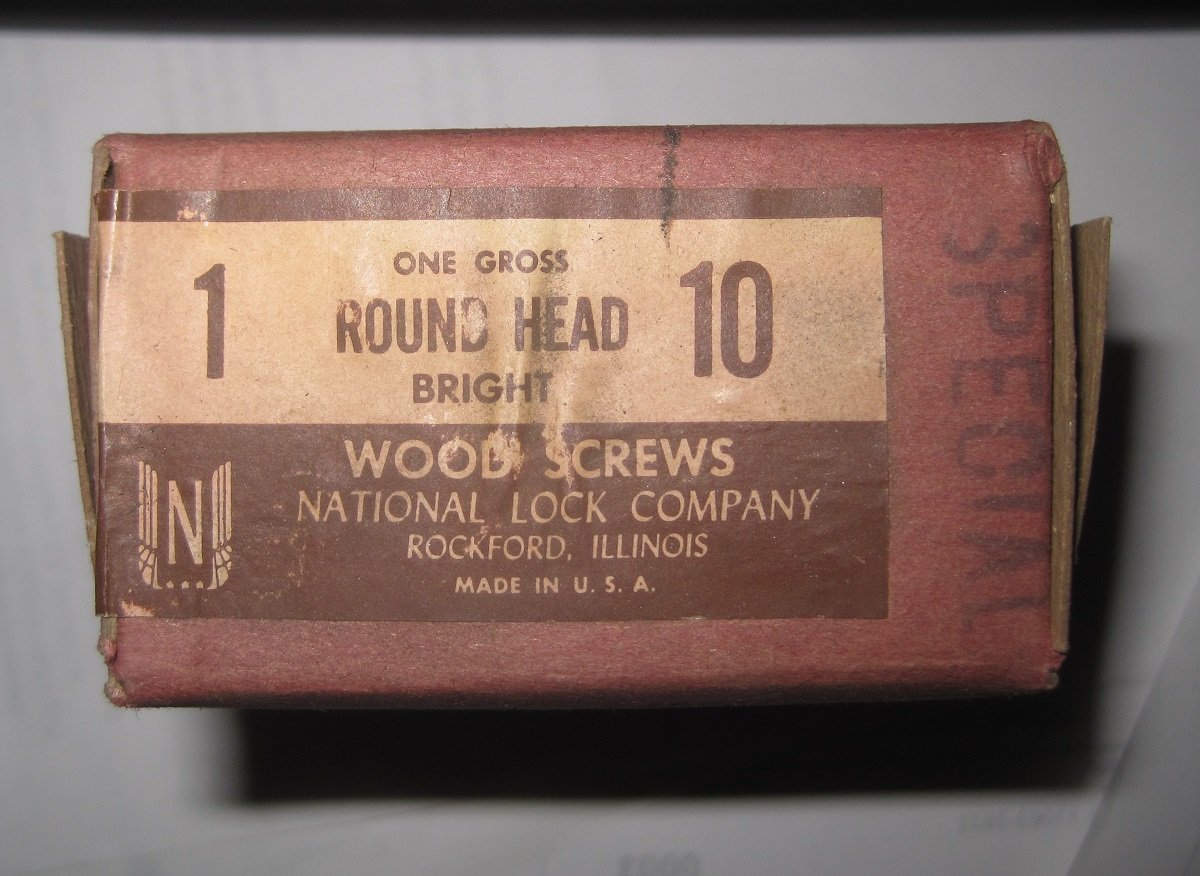 ONE GROSS
1 ROUND HEAD 10
BRIGHT
WOOD SCREWS
N NATIONAL LOCK COMPANY
ROCKFORD, ILLINOIS
MADE IN U. S. A.
SPECIAL